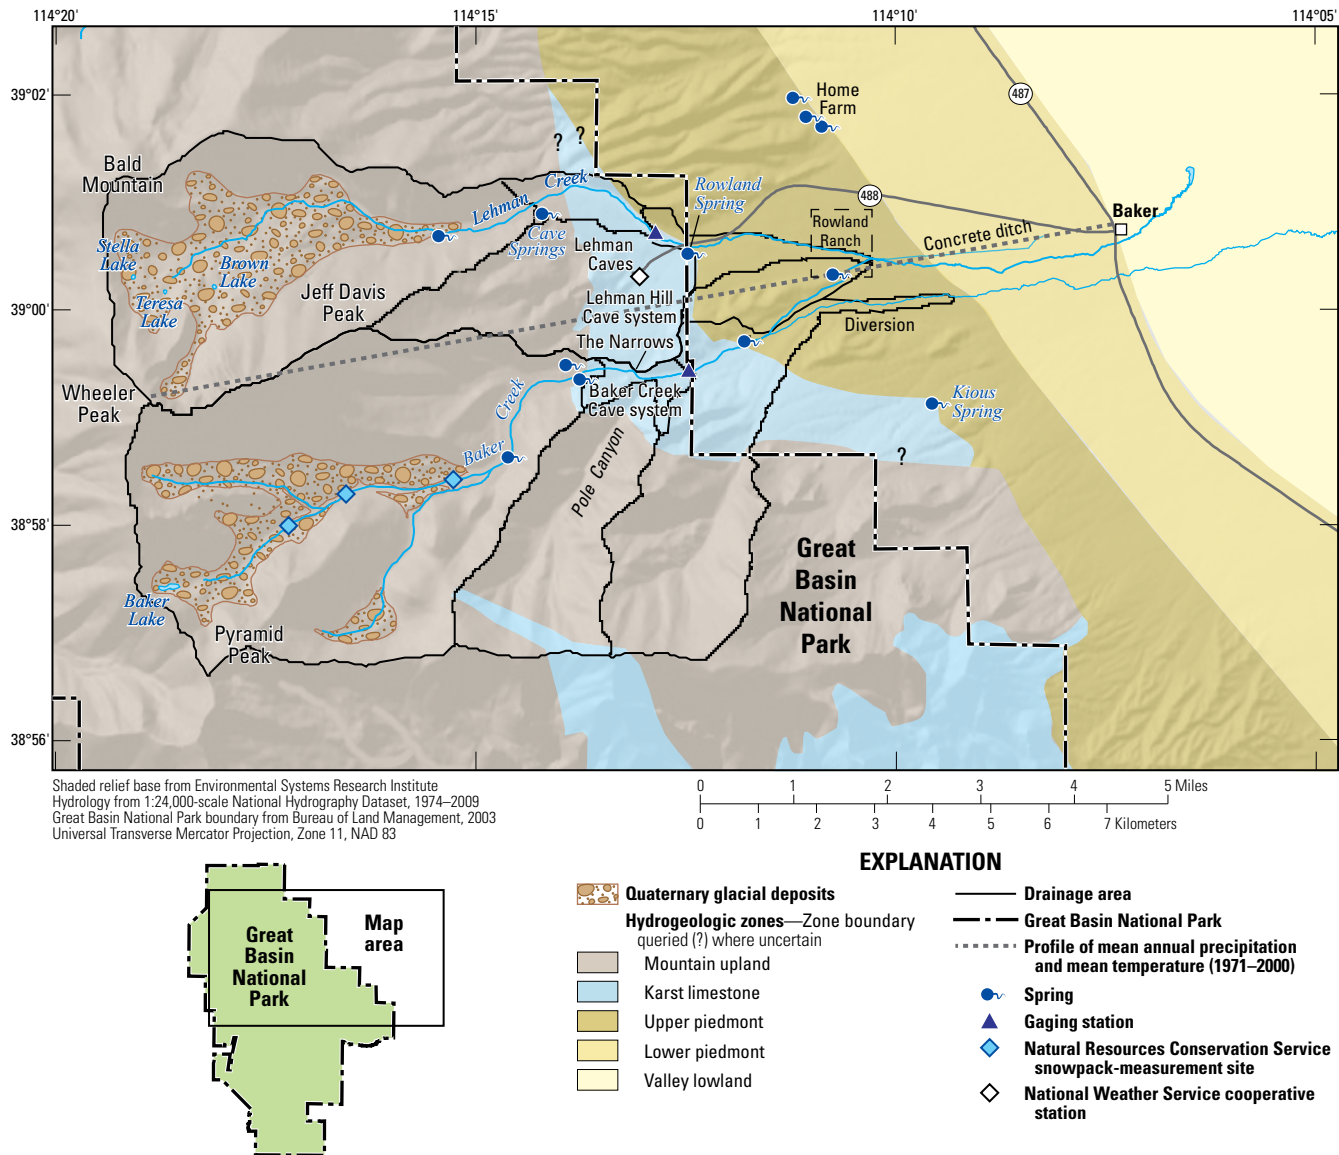 114°20'
114°15'
114°10'
114°05'
39°02'
39°00'
38°58'
38°56'
Home
Farm
487
?
?
Bald
Mountain
Lehman
Creek
Rowland
Spring
488
Baker
Rowland
Ranch
Concrete ditch
Stella
Lake
Cave
Springs
Lehman
Caves
Brown
Lake
Teresa
Lake
Jeff Davis
Peak
Lehman Hill
Cave system
The Narrows
Diversion
Wheeler
Peak
Creek
Baker Creek
Cave system
Kious
Spring
Baker
Pole Canyon
?
Great
Basin
National
Park
Baker
Lake
Pyramid
Peak
Shaded relief base from Environmental Systems Research Institute
Hydrology from 1:24,000-scale National Hydrography Dataset, 1974–2009
Great Basin National Park boundary from Bureau of Land Management, 2003
Universal Transverse Mercator Projection, Zone 11, NAD 83
0 1 2 3 4 5 Miles
0 1 2 3 4 5 6 7 Kilometers
Great
Basin
National
Park
Map
area
EXPLANATION
Quaternary glacial deposits
Hydrogeologic zones—Zone boundary
queried (?) where uncertain
Mountain upland
Karst limestone
Upper piedmont
Lower piedmont
Valley lowland
Drainage area
Great Basin National Park
Profile of mean annual precipitation
and mean temperature (1971–2000)
Spring
Gaging station
Natural Resources Conservation Service
snowpack-measurement site
National Weather Service cooperative
station